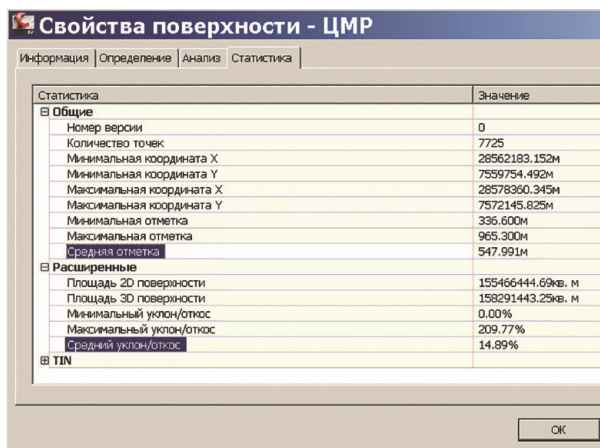 Свойства поверхности - ЦМР
Информация Определение Анализ Статистика
Статистика Значение
Общие
Номер версии 0
Количество точек 7725
Минимальная координата X 28562183.152м
Минимальная координата Y 7559754.492м
Максимальная координата X 28578360.345м
Максимальная координата Y 7572145.825м
Минимальная отметка 336.600м
Максимальная отметка 965.300м
Средняя отметка 547.991м
Расширенные
Площадь 2D поверхности 155466444.69кв. м
Площадь 3D поверхности 158291443.25кв. м
Минимальный уклон/откос 0.00%
Максимальный уклон/откос 209.77%
Средний уклон/откос 14.89%
TIN
ОК